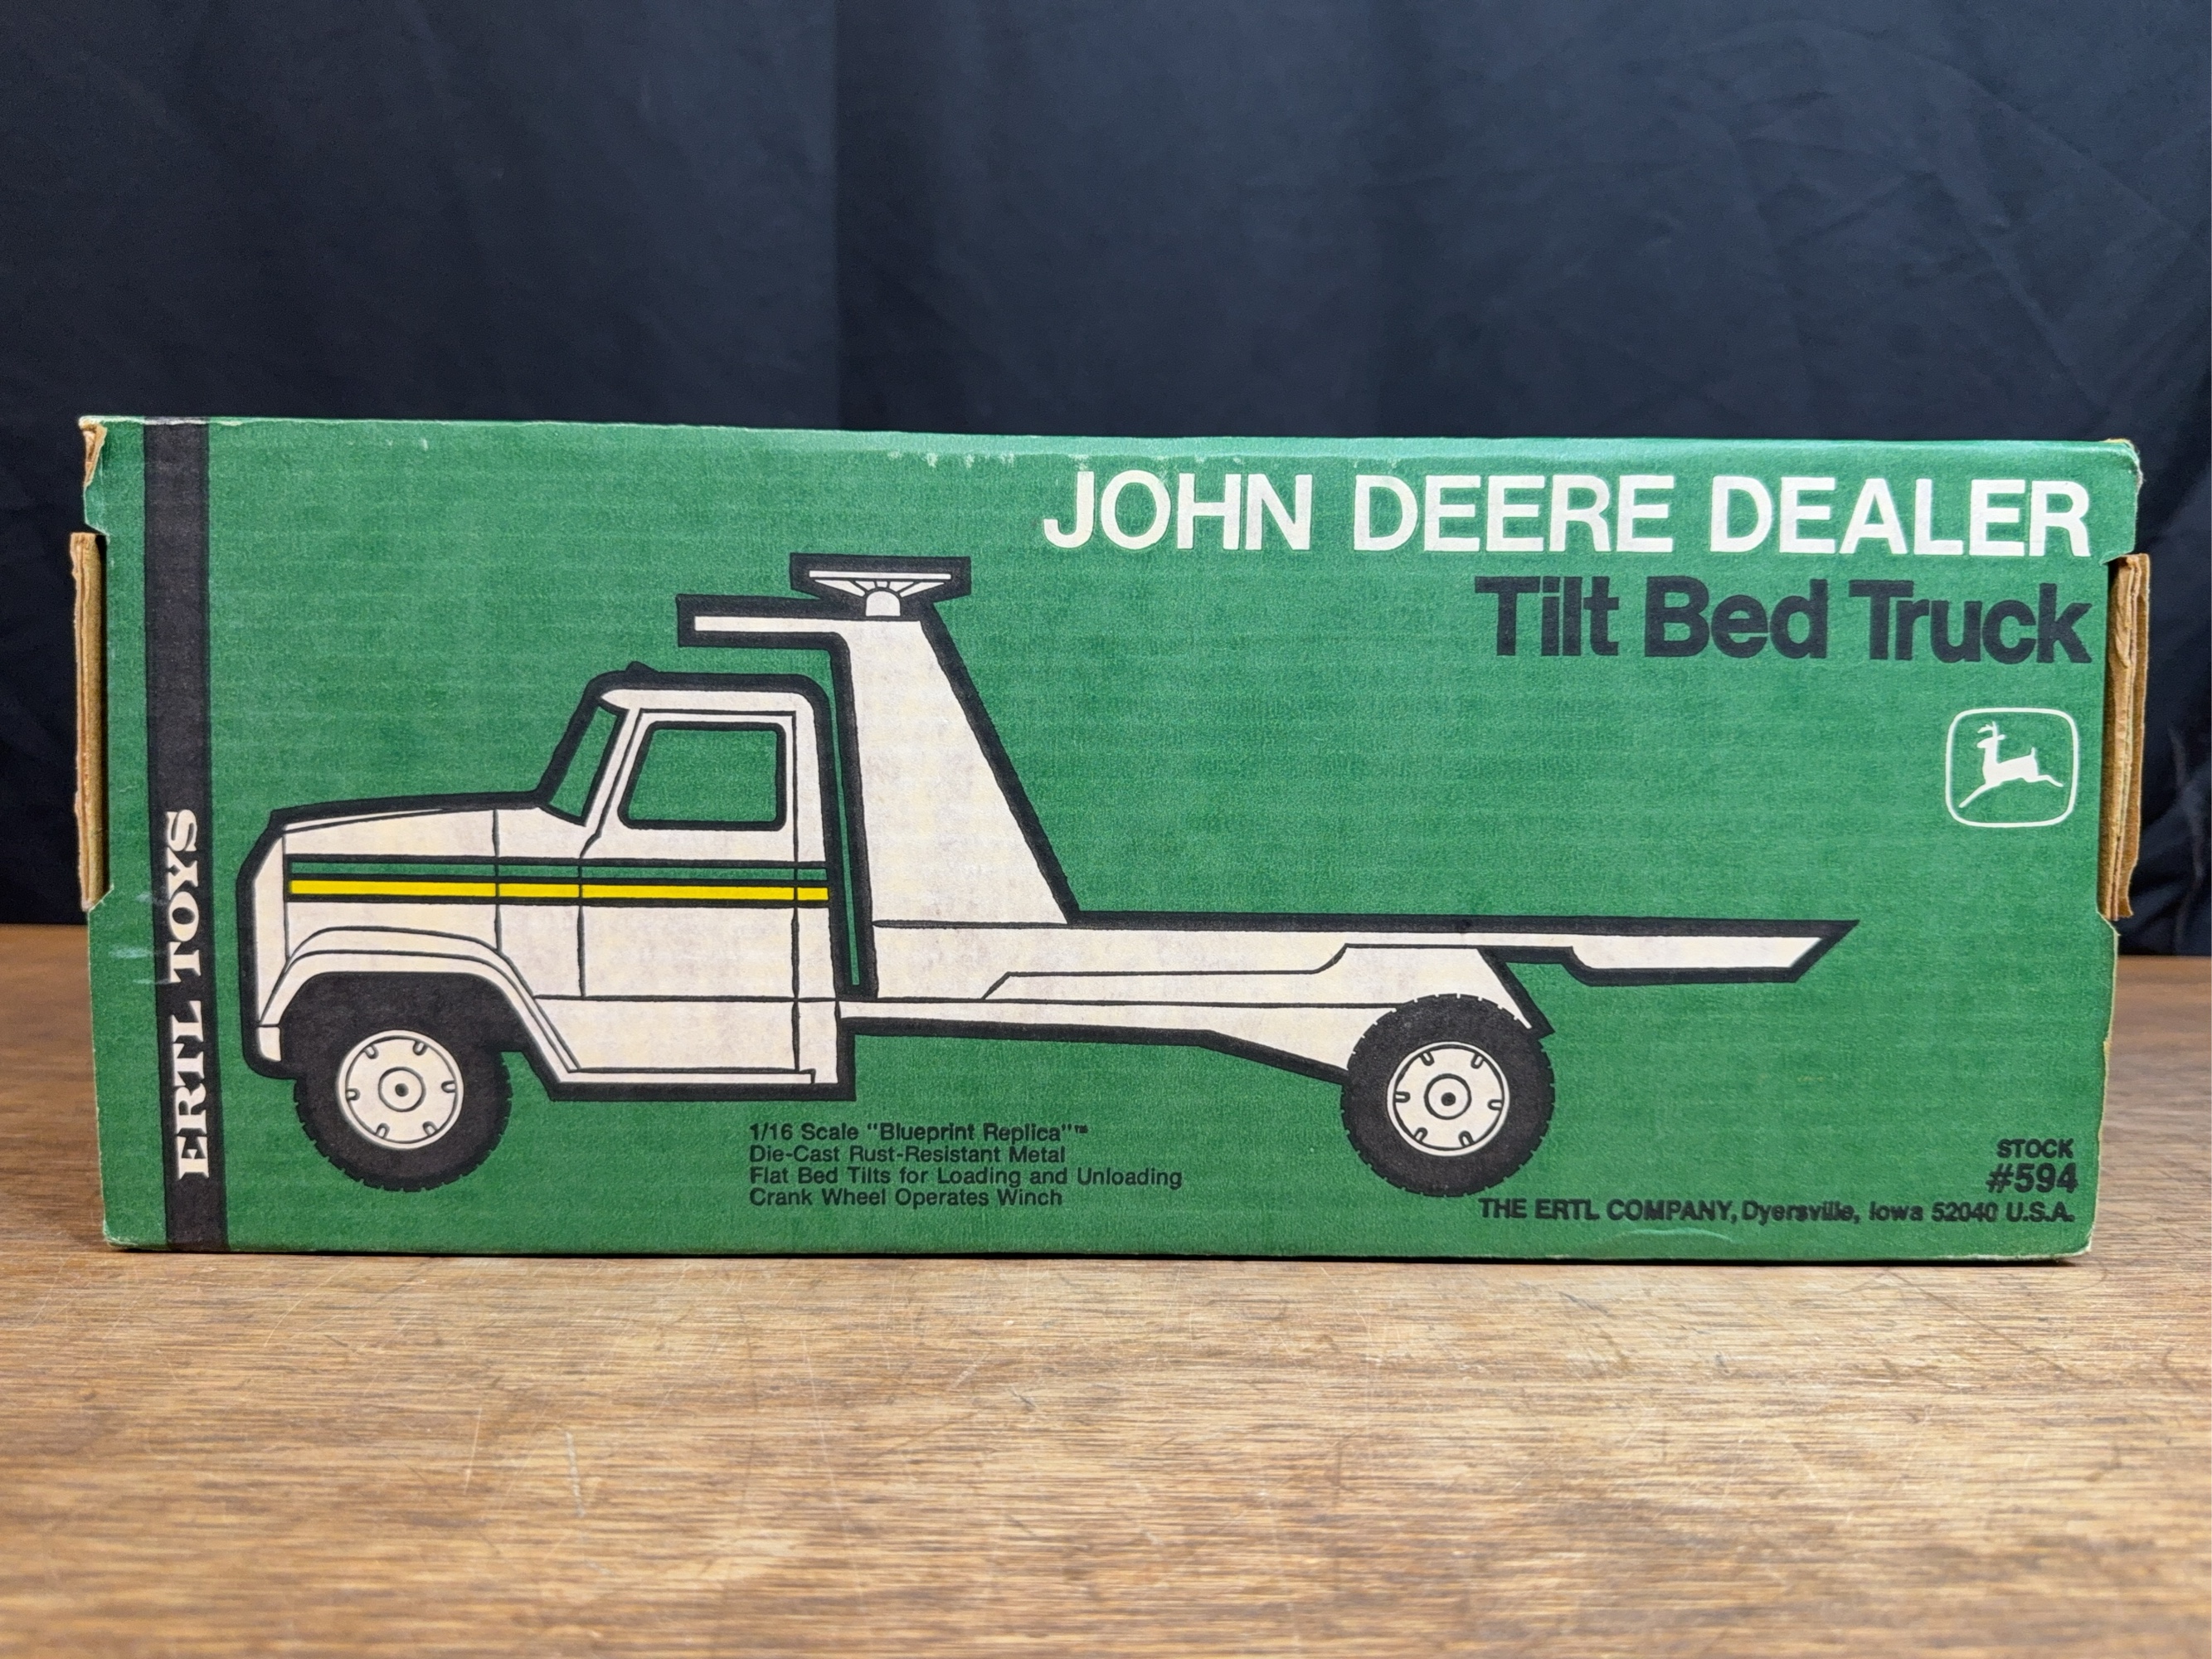 JOHN DEERE DEALER
Tilt Bed Truck
ERTL TOYS
1/16 Scale "Blueprint Replica"™
Die-Cast Rust-Resistant Metal
Flat Bed Tilts for Loading and Unloading
Crank Wheel Operates Winch
STOCK
#594
THE ERTL COMPANY, Dyersville, Iowa 52040 U.S.A.